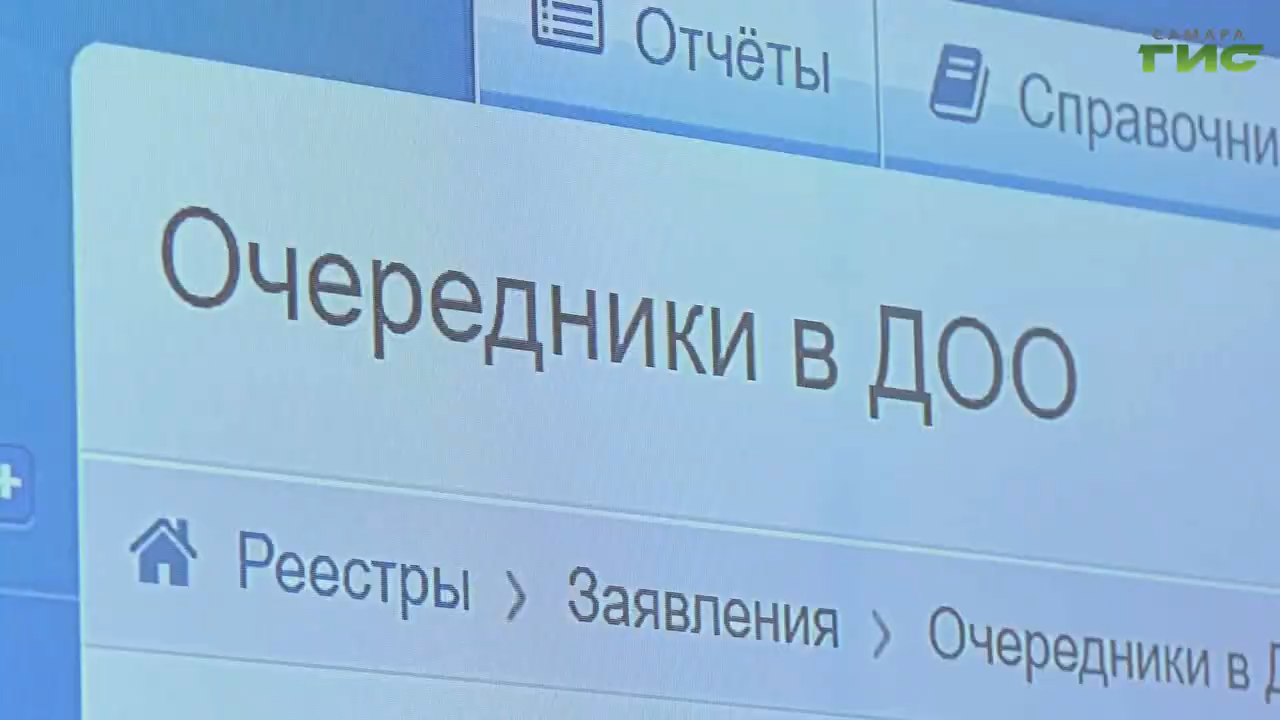 Отчёты
Справочни
САМАРА
ГИС
Очередники в ДОО
Реестры > Заявления > Очередники в Д